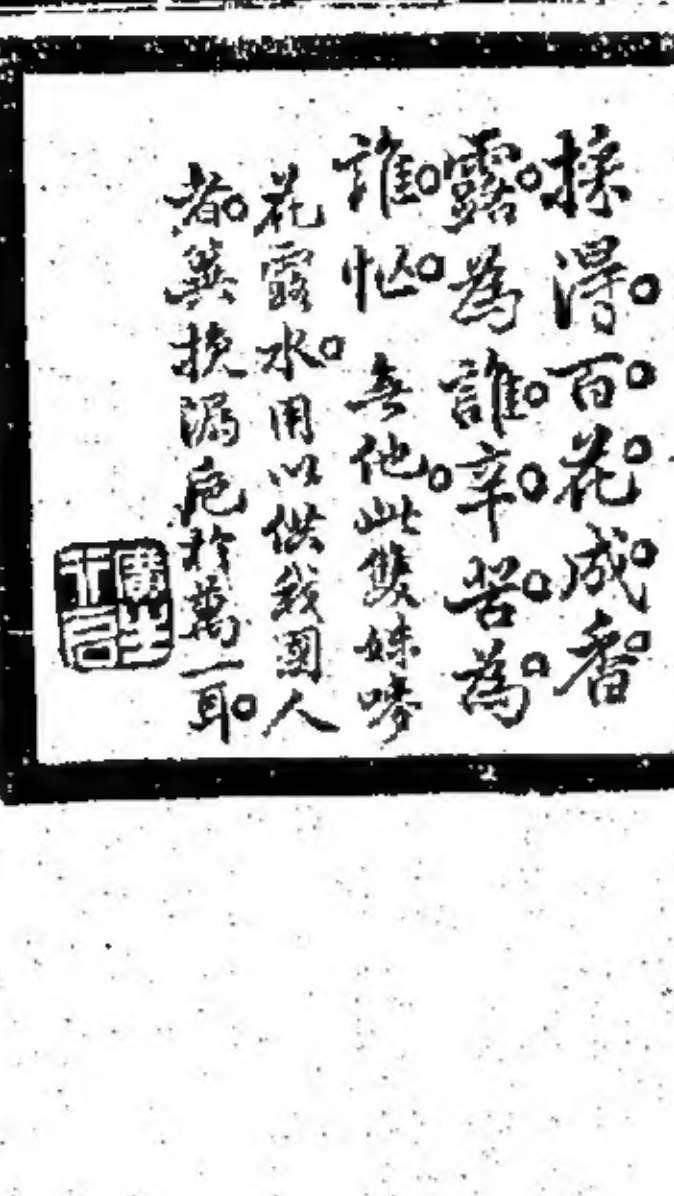 採得百花成香
露為誰辛苦為
誰忙 無他此雙妹嚜
花露水用以供我國人
者冀挽漏卮於萬一耳
廣生行